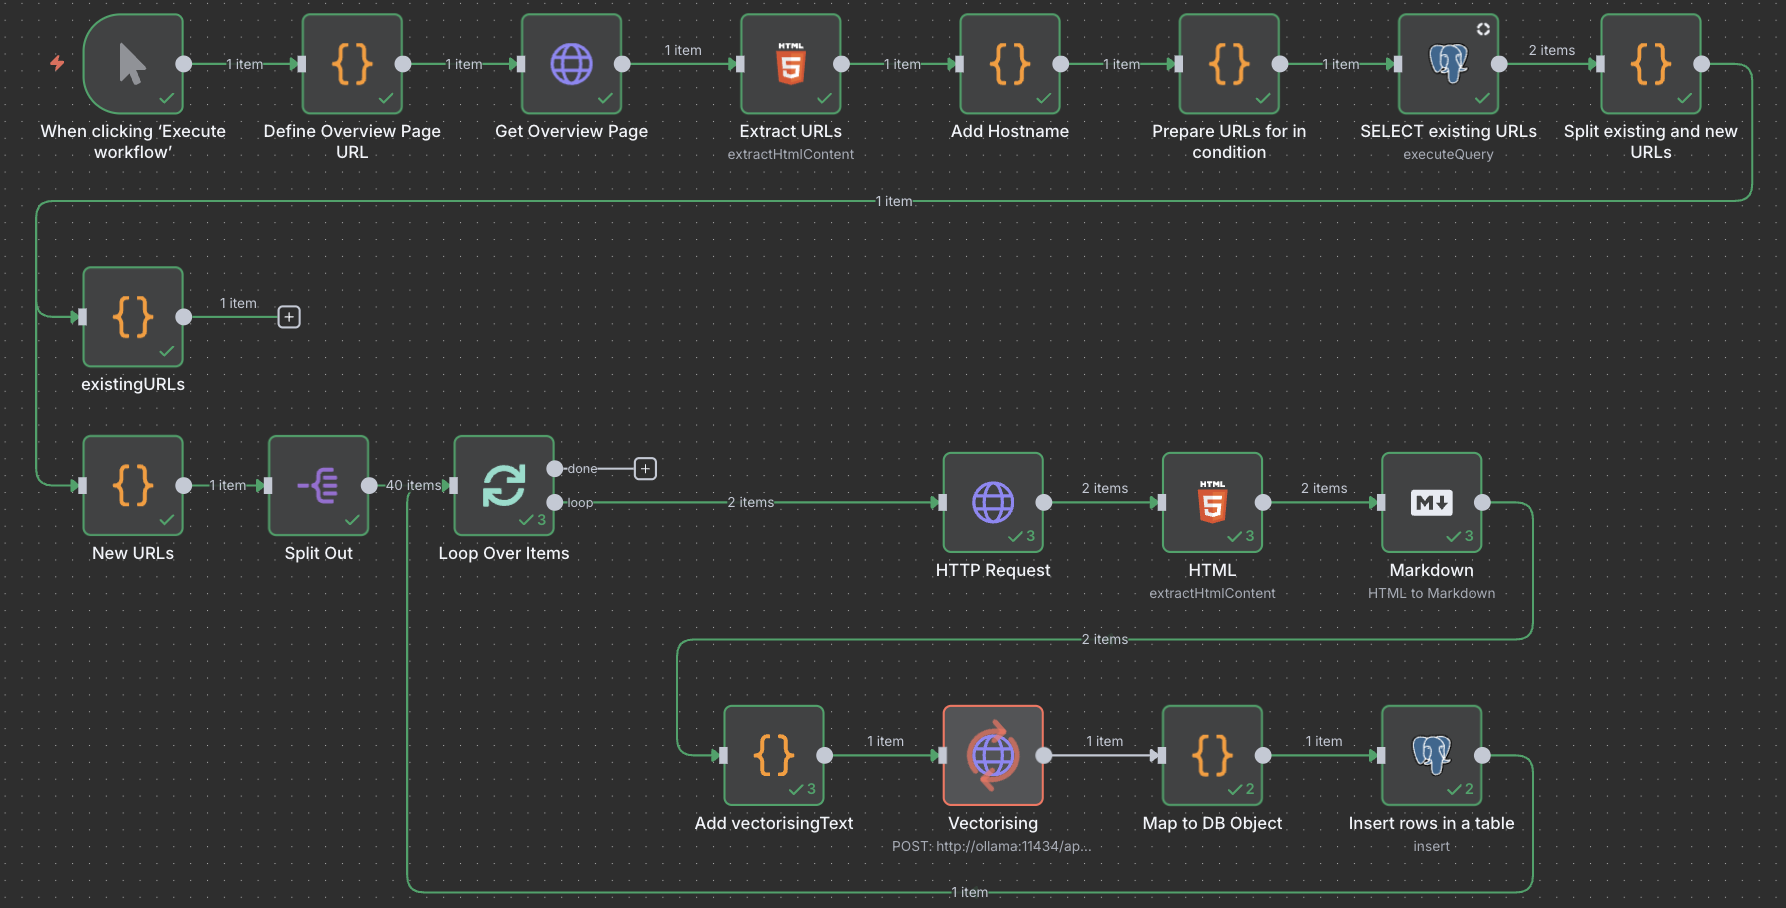 1 item
1 item
1 item
HTML
1 item
1 item
1 item
2 items
When clicking ‘Execute
workflow’
Define Overview Page
URL
Get Overview Page
Extract URLs
extractHtmlContent
Add Hostname
Prepare URLs for in
condition
SELECT existing URLs
executeQuery
Split existing and new
URLs
1 item
1 item
existingURLs
1 item
40 items
done
loop
3
2 items
3
2 items
HTML
3
2 items
M
3
New URLs
Split Out
Loop Over Items
HTTP Request
HTML
extractHtmlContent
Markdown
HTML to Markdown
2 items
3
1 item
1 item
2
1 item
2
Add vectorisingText
Vectorising
POST: http://ollama:11434/ap...
Map to DB Object
Insert rows in a table
insert
1 item